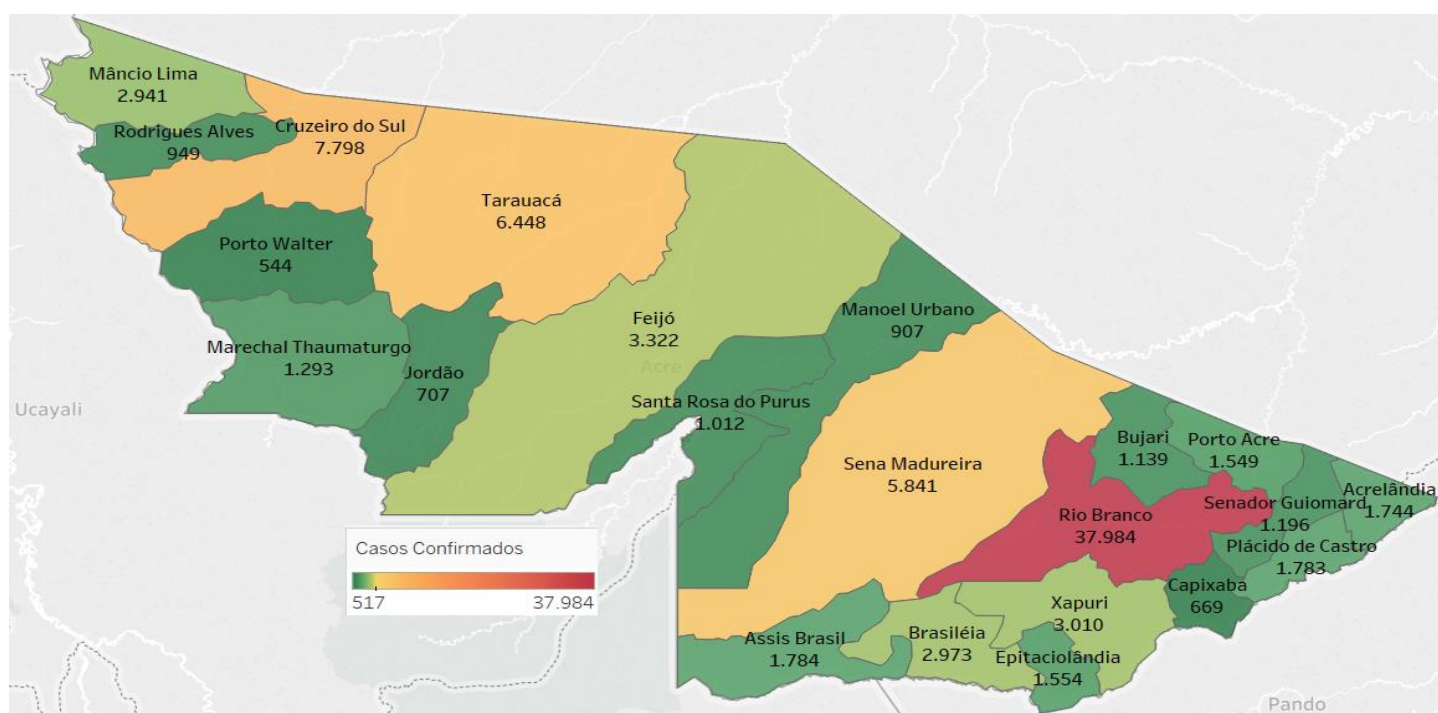 Mâncio Lima
2.941
Rodrigues Alves
949
Cruzeiro do Sul
7.798
Tarauacá
6.448
Porto Walter
544
Feijó
3.322
Acre
Manoel Urbano
907
Marechal Thaumaturgo
1.293
Jordão
707
Ucayali
Santa Rosa do Purus
1.012
Sena Madureira
5.841
Bujari
1.139
Porto Acre
1.549
Senador Guiomard
1.196
Acrelândia
1.744
Rio Branco
37.984
Plácido de Castro
1.783
Capixaba
669
Xapuri
3.010
Assis Brasil
1.784
Brasiléia
2.973
Epitaciolândia
1.554
Casos Confirmados
517 37.984
Pando